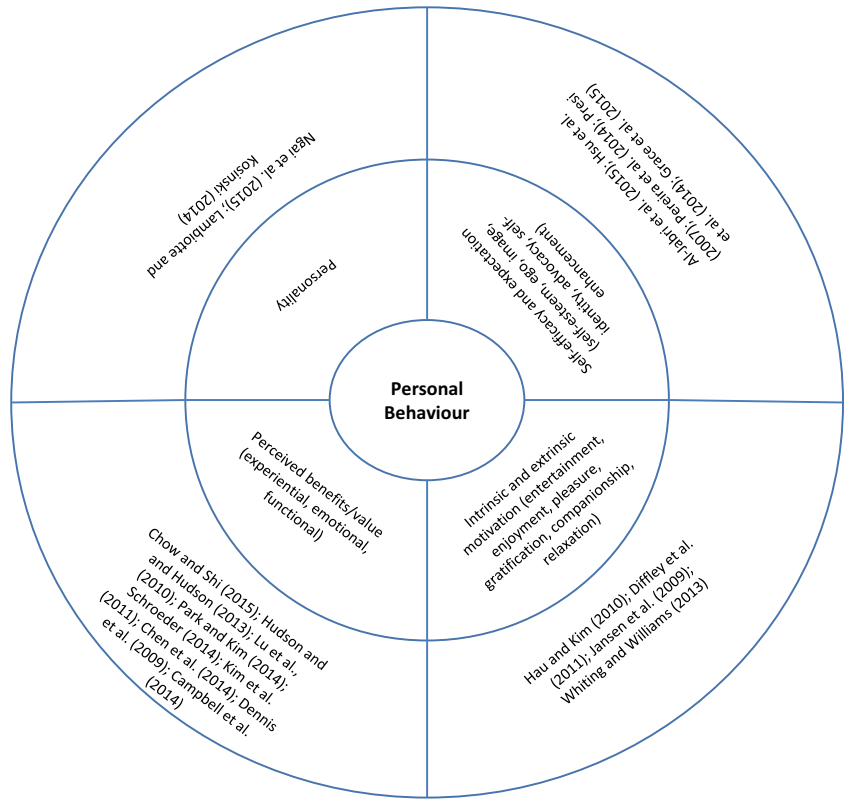 Ngai et al. (2015); Lambiotte and
Kosinski (2014)
Al-Jabri et al. (2015); Hsu et al.
(2007); Pereira et al. (2014); Presi
et al. (2014); Grace et al. (2015)
Personality
Self-efficacy and expectation
(self-esteem, ego, image
identity, advocacy, self-
enhancement)
Personal
Behaviour
Perceived benefits/value
(experiential, emotional,
functional)
Intrinsic and extrinsic
motivation (entertainment,
enjoyment, pleasure,
gratification, companionship,
relaxation)
Chow and Shi (2015); Hudson and
and Hudson (2013); Lu et al.,
(2010); Park and Kim (2014);
Schroeder (2014); Kim et al.
(2011); Chen et al. (2014); Dennis
et al. (2009); Campbell et al.
(2014)
Hau and Kim (2010); Diffley et al.
(2011); Jansen et al. (2009);
Whiting and Williams (2013)